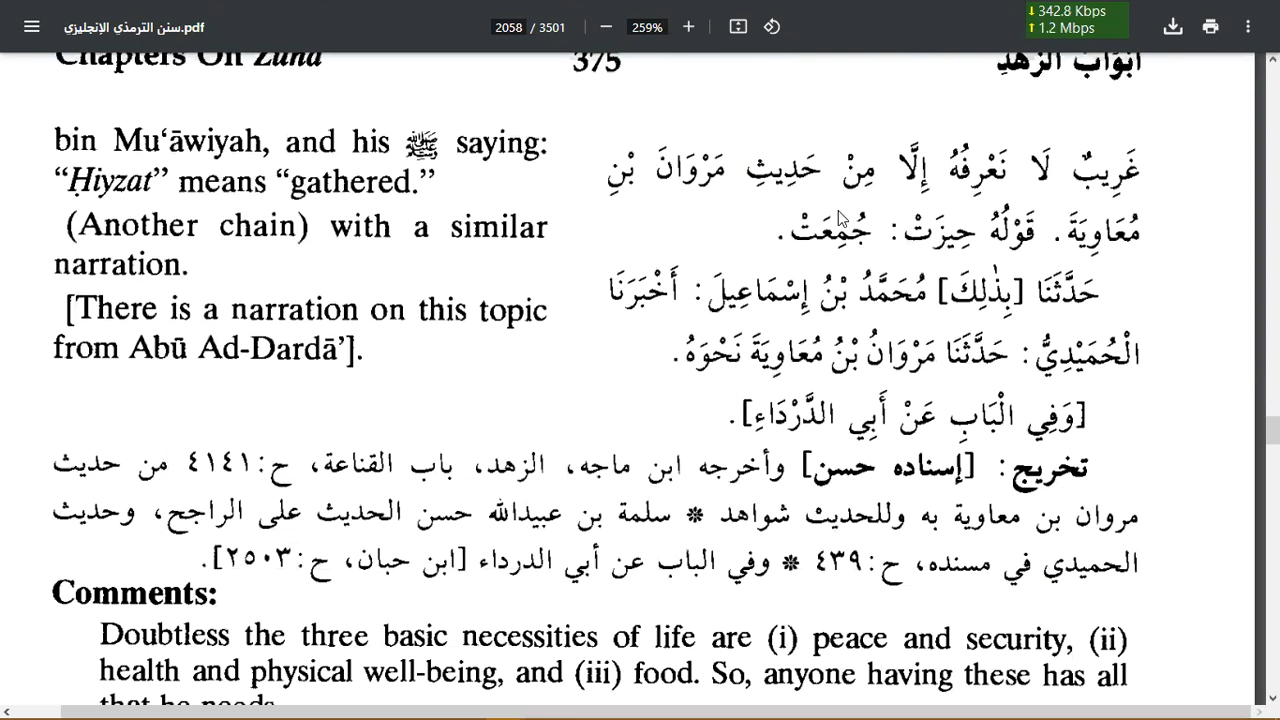 سنن الترمذي الإنجليزي.pdf
2058 / 3501
259%
342.8 Kbps
1.2 Mbps
Chapters On Zuhd 375 أَبْوَابُ الزُّهْدِ
bin Mu‘āwiyah, and his ﷺ saying:
“Ḥiyzat” means “gathered.”
(Another chain) with a similar
narration.
[There is a narration on this topic
from Abū Ad-Dardā’].
غَرِيبٌ لَا نَعْرِفُهُ إِلَّا مِنْ حَدِيثِ مَرْوَانَ بْنِ
مُعَاوِيَةَ. قَوْلُهُ حِيزَتْ: جُمِعَتْ.
حَدَّثَنَا [بِذٰلِكَ] مُحَمَّدُ بْنُ إِسْمَاعِيلَ: أَخْبَرَنَا
الْحُمَيْدِيُّ: حَدَّثَنَا مَرْوَانُ بْنُ مُعَاوِيَةَ نَحْوَهُ.
[وَفِي الْبَابِ عَنْ أَبِي الدَّرْدَاءِ].
تخريج: [إسناده حسن] وأخرجه ابن ماجه، الزهد، باب القناعة، ح:٤١٤١ من حديث
مروان بن معاوية به وللحديث شواهد * سلمة بن عبيدالله حسن الحديث على الراجح، وحديث
الحميدي في مسنده، ح:٤٣٩ * وفي الباب عن أبي الدرداء [ابن حبان، ح:٢٥٠٣].
Comments:
Doubtless the three basic necessities of life are (i) peace and security, (ii)
health and physical well-being, and (iii) food. So, anyone having these has all
that he needs.